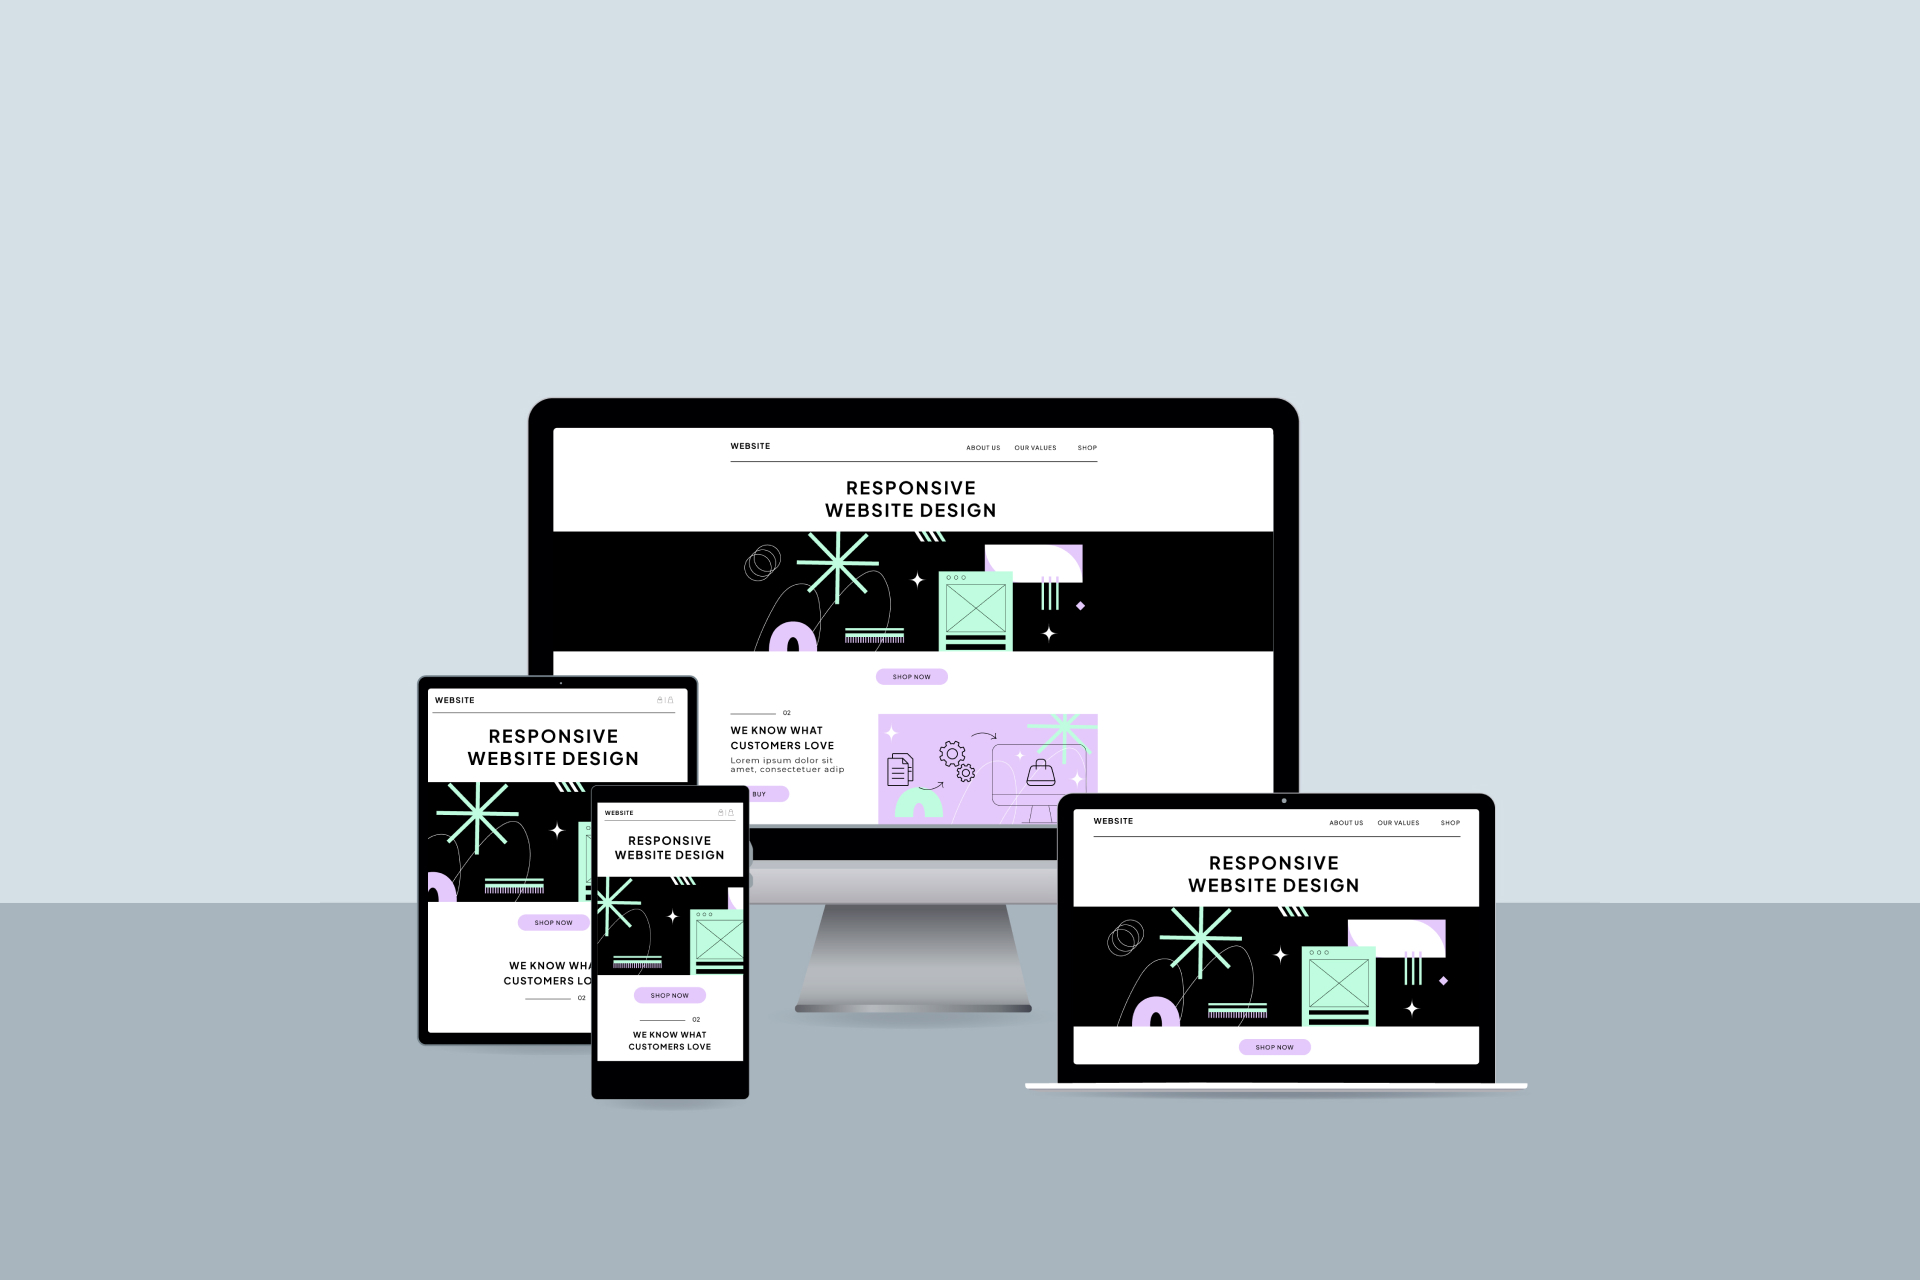 WEBSITE
ABOUT US OUR VALUES SHOP
RESPONSIVE
WEBSITE DESIGN
SHOP NOW
02
WE KNOW WHAT
CUSTOMERS LOVE
Lorem ipsum dolor sit
amet, consectetuer adip
BUY
WEBSITE
RESPONSIVE
WEBSITE DESIGN
SHOP NOW
WE KNOW WHA
CUSTOMERS LO
02
WEBSITE
RESPONSIVE
WEBSITE DESIGN
SHOP NOW
02
WE KNOW WHAT
CUSTOMERS LOVE
WEBSITE
ABOUT US OUR VALUES SHOP
RESPONSIVE
WEBSITE DESIGN
SHOP NOW